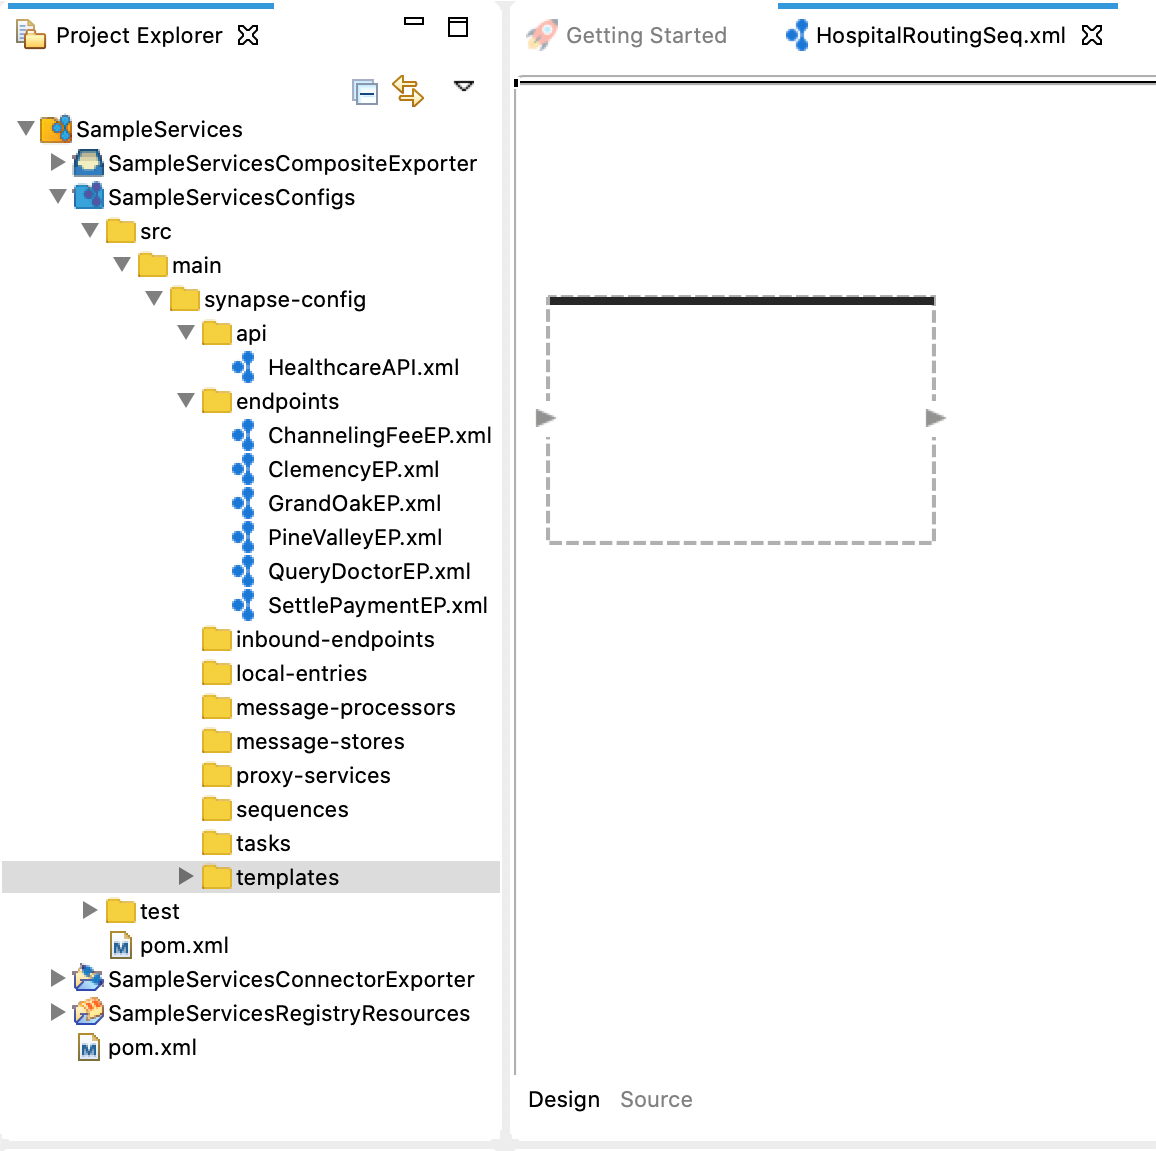 Project Explorer
Getting Started
HospitalRoutingSeq.xml
SampleServices
SampleServicesCompositeExporter
SampleServicesConfigs
src
main
synapse-config
api
HealthcareAPI.xml
endpoints
ChannelingFeeEP.xml
ClemencyEP.xml
GrandOakEP.xml
PineValleyEP.xml
QueryDoctorEP.xml
SettlePaymentEP.xml
inbound-endpoints
local-entries
message-processors
message-stores
proxy-services
sequences
tasks
templates
test
M pom.xml
SampleServicesConnectorExporter
SampleServicesRegistryResources
M pom.xml
Design Source